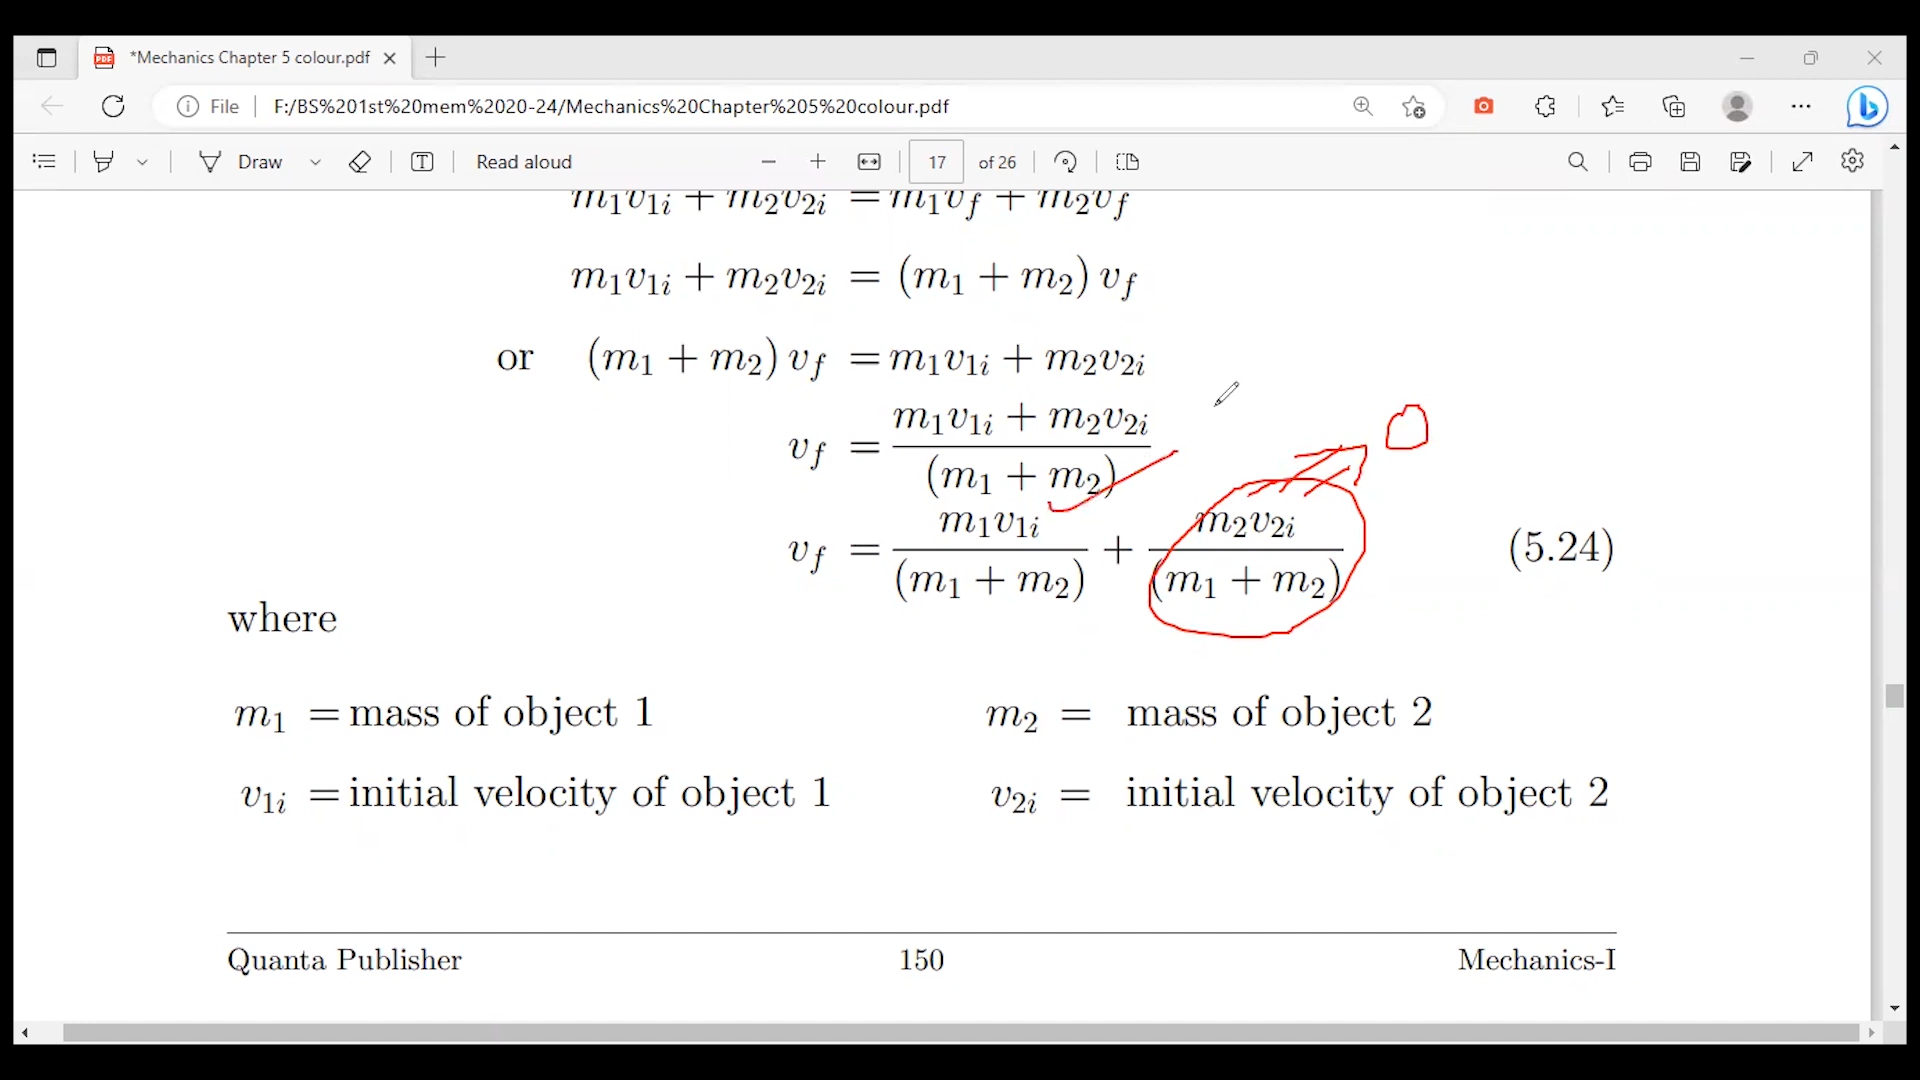 *Mechanics Chapter 5 colour.pdf
File F:/BS%201st%20mem%2020-24/Mechanics%20Chapter%205%20colour.pdf
Draw Read aloud 17 of 26
m₁v₁ᵢ + m₂v₂ᵢ = m₁v_f + m₂v_f
m₁v₁ᵢ + m₂v₂ᵢ = (m₁ + m₂) v_f
or (m₁ + m₂) v_f = m₁v₁ᵢ + m₂v₂ᵢ
v_f = m₁v₁ᵢ + m₂v₂ᵢ / (m₁ + m₂)
v_f = m₁v₁ᵢ / (m₁ + m₂) + m₂v₂ᵢ / (m₁ + m₂) (5.24)
0
where
m₁ = mass of object 1 m₂ = mass of object 2
v₁ᵢ = initial velocity of object 1 v₂ᵢ = initial velocity of object 2
Quanta Publisher 150 Mechanics-I